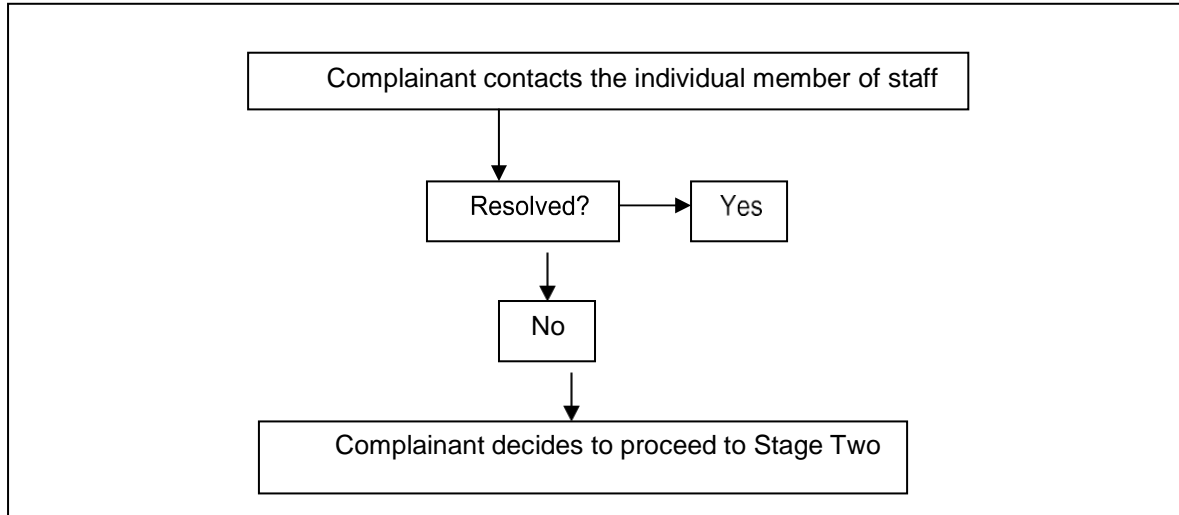 Complainant contacts the individual member of staff
Resolved?
Yes
No
Complainant decides to proceed to Stage Two